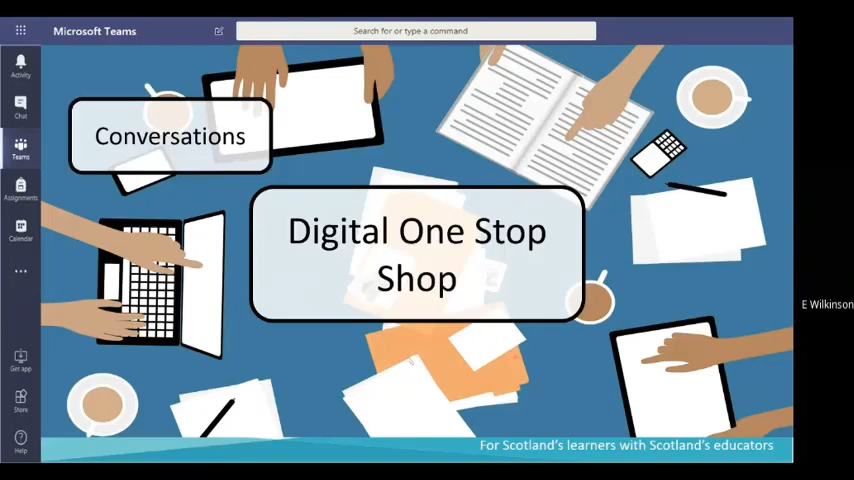 Microsoft Teams
Search for or type a command
Activity
Chat
Teams
Assignments
Calendar
Get app
Store
Help
Conversations
Digital One Stop
Shop
E Wilkinson
For Scotland's learners with Scotland's educators